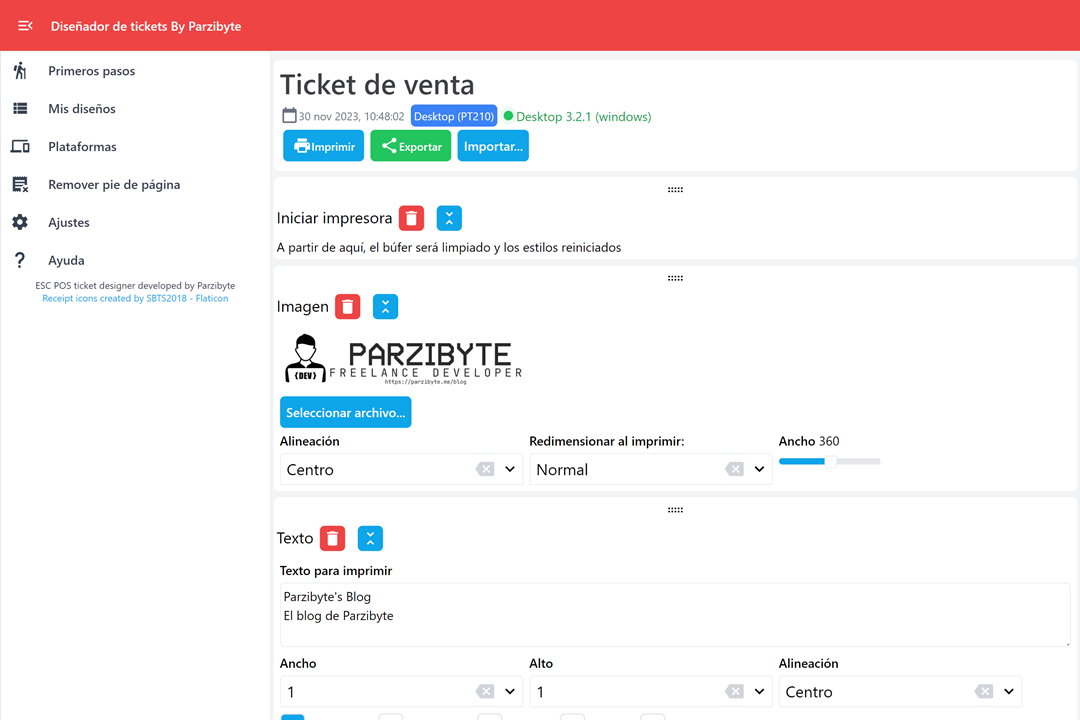 Diseñador de tickets By Parzibyte
Primeros pasos
Mis diseños
Plataformas
Remover pie de página
Ajustes
Ayuda
ESC POS ticket designer developed by Parzibyte
Receipt icons created by SBTS2018 - Flaticon
Ticket de venta
30 nov 2023, 10:48:02 Desktop (PT210) Desktop 3.2.1 (windows)
Imprimir Exportar Importar...
Iniciar impresora
A partir de aquí, el búfer será limpiado y los estilos reiniciados
Imagen
PARZIBYTE
{DEV} FREELANCE DEVELOPER
https://parzibyte.me/blog
Seleccionar archivo...
Alineación Redimensionar al imprimir: Ancho 360
Centro Normal
Texto
Texto para imprimir
Parzibyte's Blog
El blog de Parzibyte
Ancho Alto Alineación
1 1 Centro